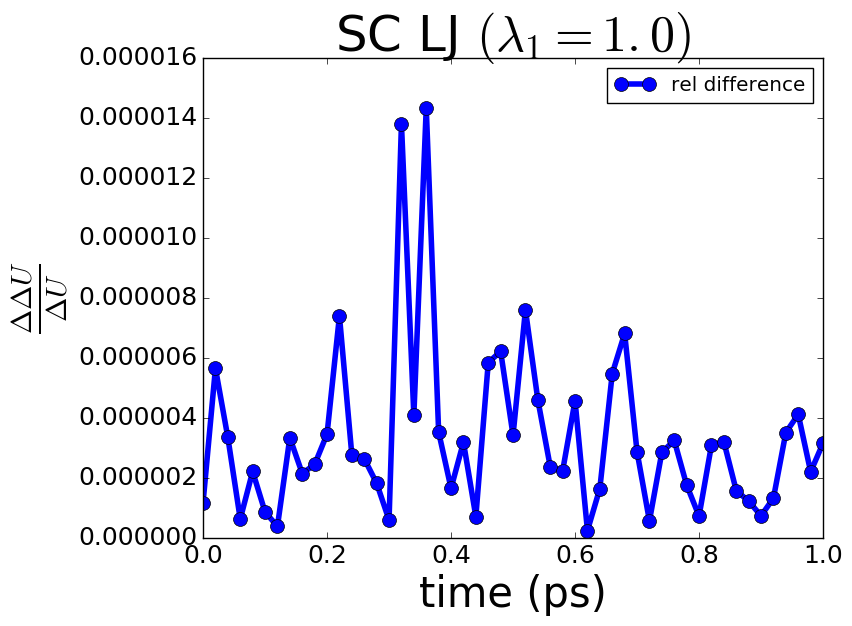 SC LJ (λ₁ = 1.0)
0.000016
rel difference
0.000014
0.000012
0.000010
0.000008
0.000006
0.000004
0.000002
0.000000
ΔΔU
ΔU
0.0 0.2 0.4 0.6 0.8 1.0
time (ps)